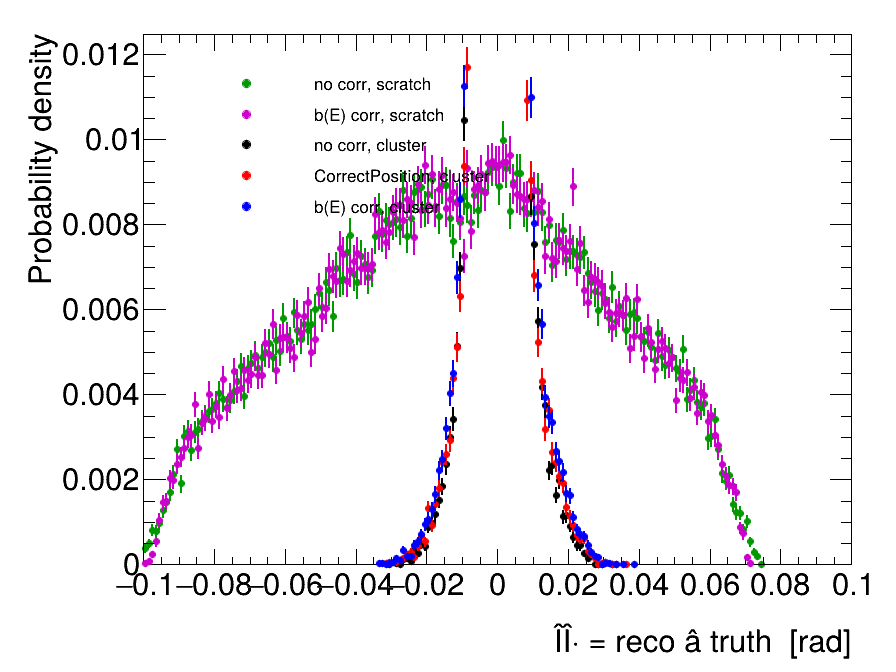 Probability density
0.012
0.01
0.008
0.006
0.004
0.002
0
no corr, scratch
b(E) corr, scratch
no corr, cluster
CorrectPosition, cluster
b(E) corr, cluster
−0.1 −0.08 −0.06 −0.04 −0.02 0 0.02 0.04 0.06 0.08 0.1
ÎÎ· = reco â truth [rad]